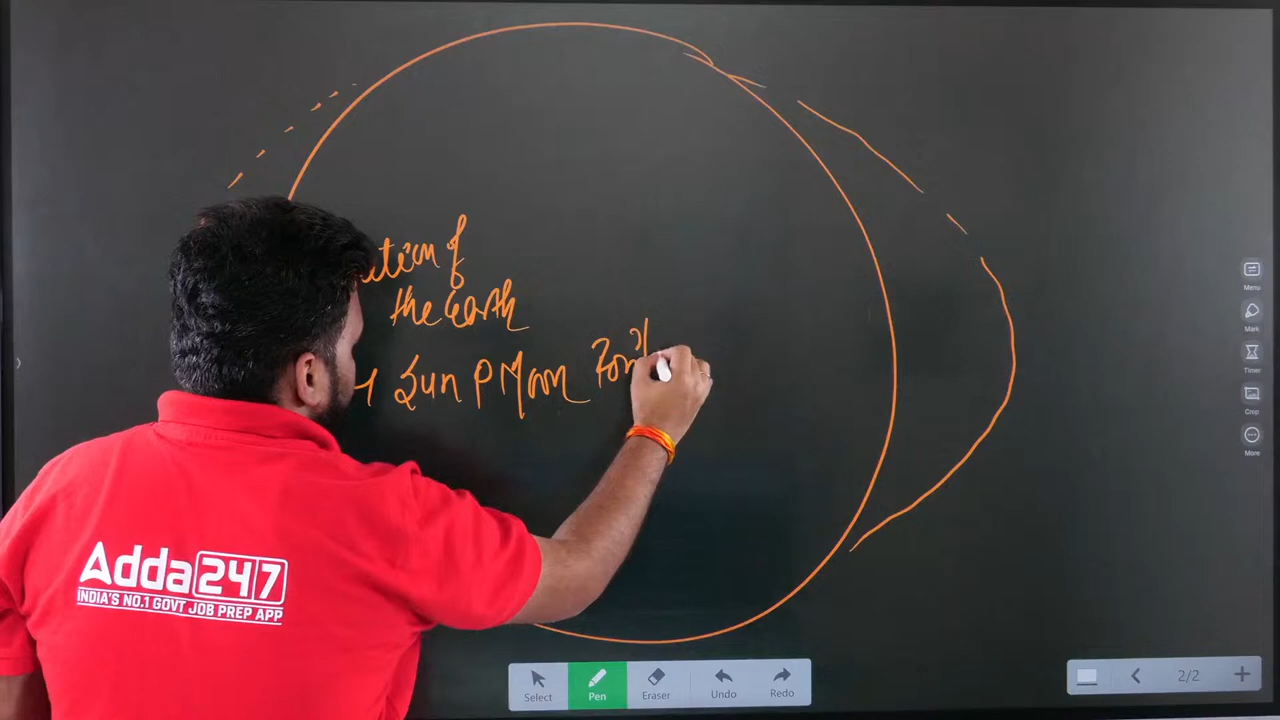 of
the Earth
Sun
Moon
Adda247
INDIA'S NO.1 GOVT JOB PREP APP
Menu
Mark
Timer
Crop
More
Select
Pen
Eraser
Undo
Redo
2/2